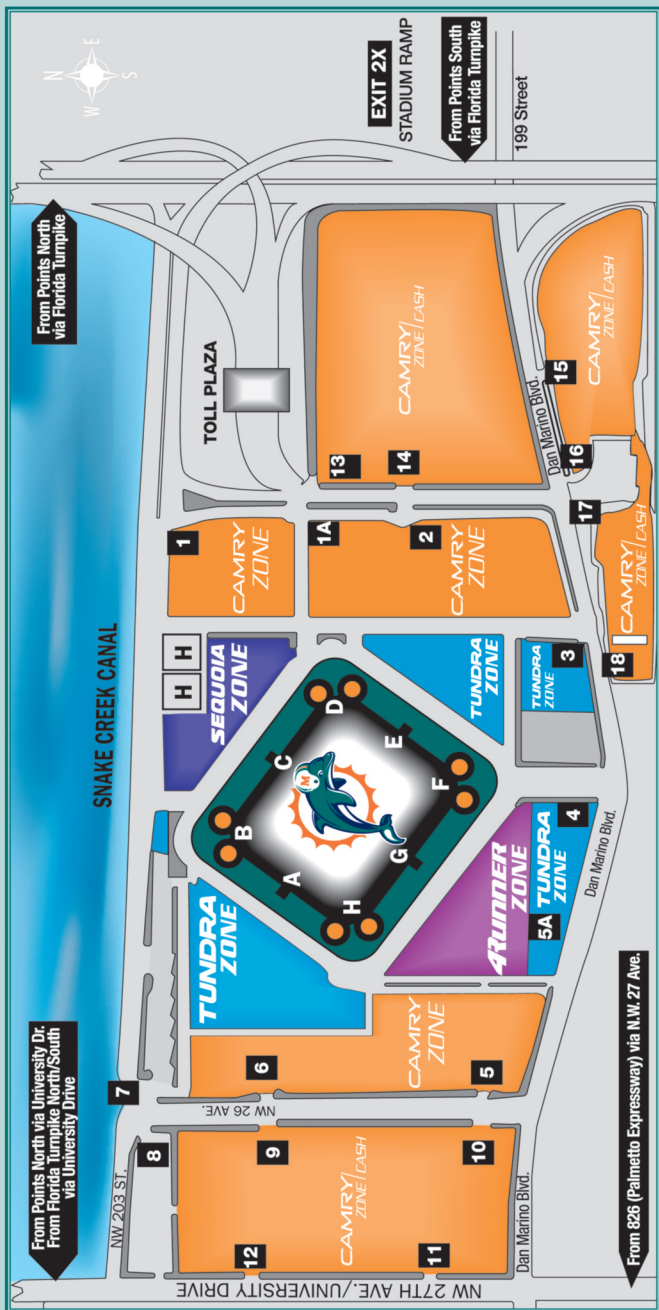 From Points North via University Dr.
From Florida Turnpike North/South
via University Drive
From Points North
via Florida Turnpike
N
W
E
S
SNAKE CREEK CANAL
NW 203 ST.
7
8
H
H
1
TUNDRA
ZONE
SEQUOIA
ZONE
CAMRY
ZONE
TOLL PLAZA
NW 26 AVE.
12
9
6
A
B
C
D
H
M
G
F
E
1A
13
14
2
CAMRY
ZONE | CASH
CAMRY
ZONE
CAMRY
ZONE
CAMRY
ZONE | CASH
EXIT 2X
STADIUM RAMP
From Points South
via Florida Turnpike
199 Street
11
10
5
4RUNNER
ZONE
TUNDRA
ZONE
NW 27TH AVE./UNIVERSITY DRIVE
Dan Marino Blvd.
5A
TUNDRA
ZONE
4
TUNDRA
ZONE
3
Dan Marino Blvd.
Dan Marino Blvd.
15
16
17
18
CAMRY
ZONE | CASH
CAMRY
ZONE | CASH
From 826 (Palmetto Expressway) via N.W. 27 Ave.